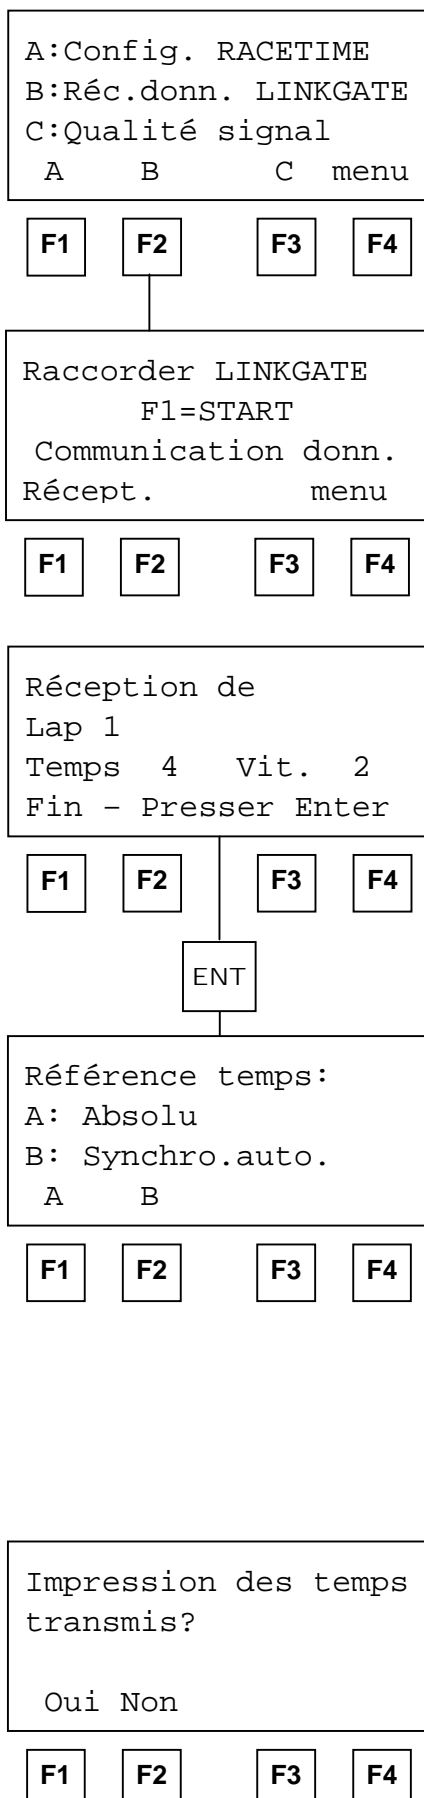 A:Config. RACETIME
B:Réc.donn. LINKGATE
C:Qualité signal
A B C menu
F1 F2 F3 F4
Raccorder LINKGATE
F1=START
Communication donn.
Récept. menu
F1 F2 F3 F4
Réception de
Lap 1
Temps 4 Vit. 2
Fin – Presser Enter
F1 F2 F3 F4
ENT
Référence temps:
A: Absolu
B: Synchro.auto.
A B
F1 F2 F3 F4
Impression des temps
transmis?
Oui Non
F1 F2 F3 F4